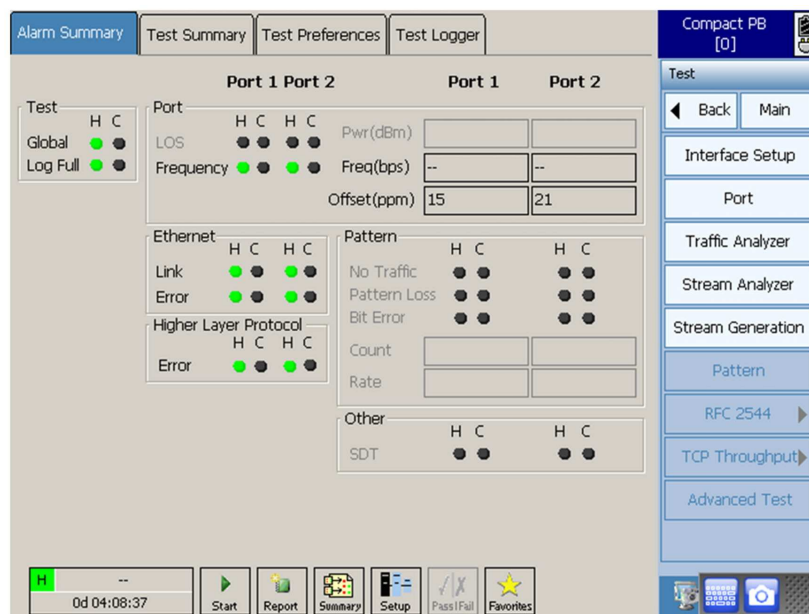 Alarm Summary
Test Summary
Test Preferences
Test Logger
Port 1 Port 2
Port 1
Port 2
Test
H C
Global
Log Full
Port
H C H C
LOS
Frequency
Pwr(dBm)
Freq(bps) -- --
Offset(ppm) 15 21
Ethernet
H C H C
Link
Error
Higher Layer Protocol
H C H C
Error
Pattern
H C H C
No Traffic
Pattern Loss
Bit Error
Count
Rate
Other
H C H C
SDT
H --
0d 04:08:37
Start
Report
Summary
Setup
Pass|Fail
Favorites
Compact PB
[0]
Test
Back
Main
Interface Setup
Port
Traffic Analyzer
Stream Analyzer
Stream Generation
Pattern
RFC 2544
TCP Throughput
Advanced Test